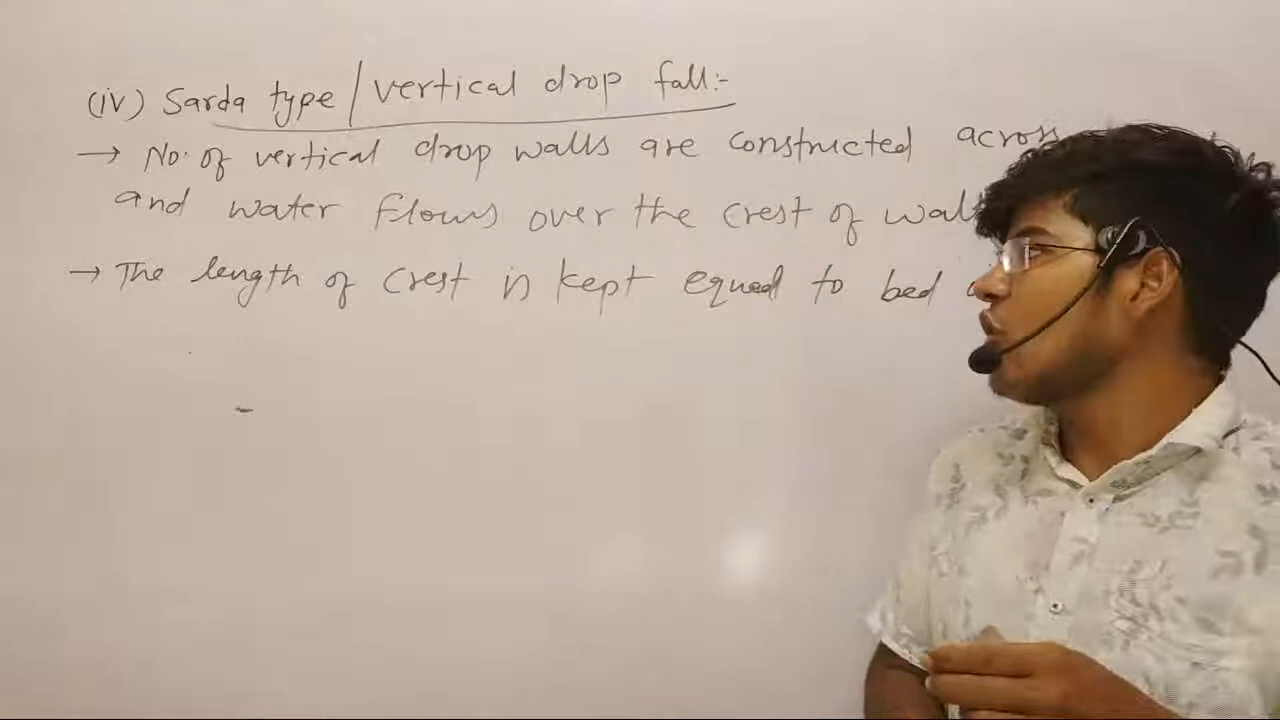 (iv) Sarda type / vertical drop fall:-
→ No. of vertical drop walls are constructed across
and water flows over the crest of wall
→ The length of crest is kept equal to bed